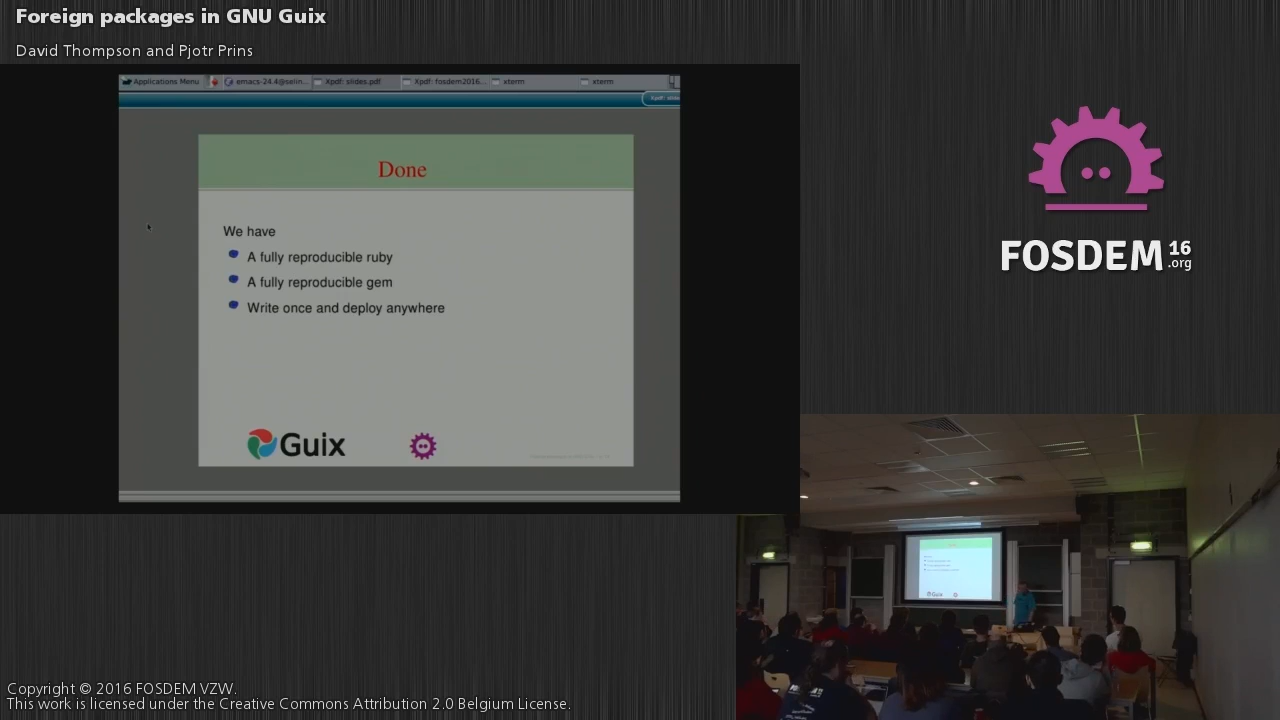 Foreign packages in GNU Guix
David Thompson and Pjotr Prins
Applications Menu emacs-24.4@selin... Xpdf: slides.pdf Xpdf: fosdem2016... xterm xterm
Xpdf: slide
Done
We have
A fully reproducible ruby
A fully reproducible gem
Write once and deploy anywhere
Guix
FOSDEM 16 .org
Guix
Copyright © 2016 FOSDEM VZW.
This work is licensed under the Creative Commons Attribution 2.0 Belgium License.